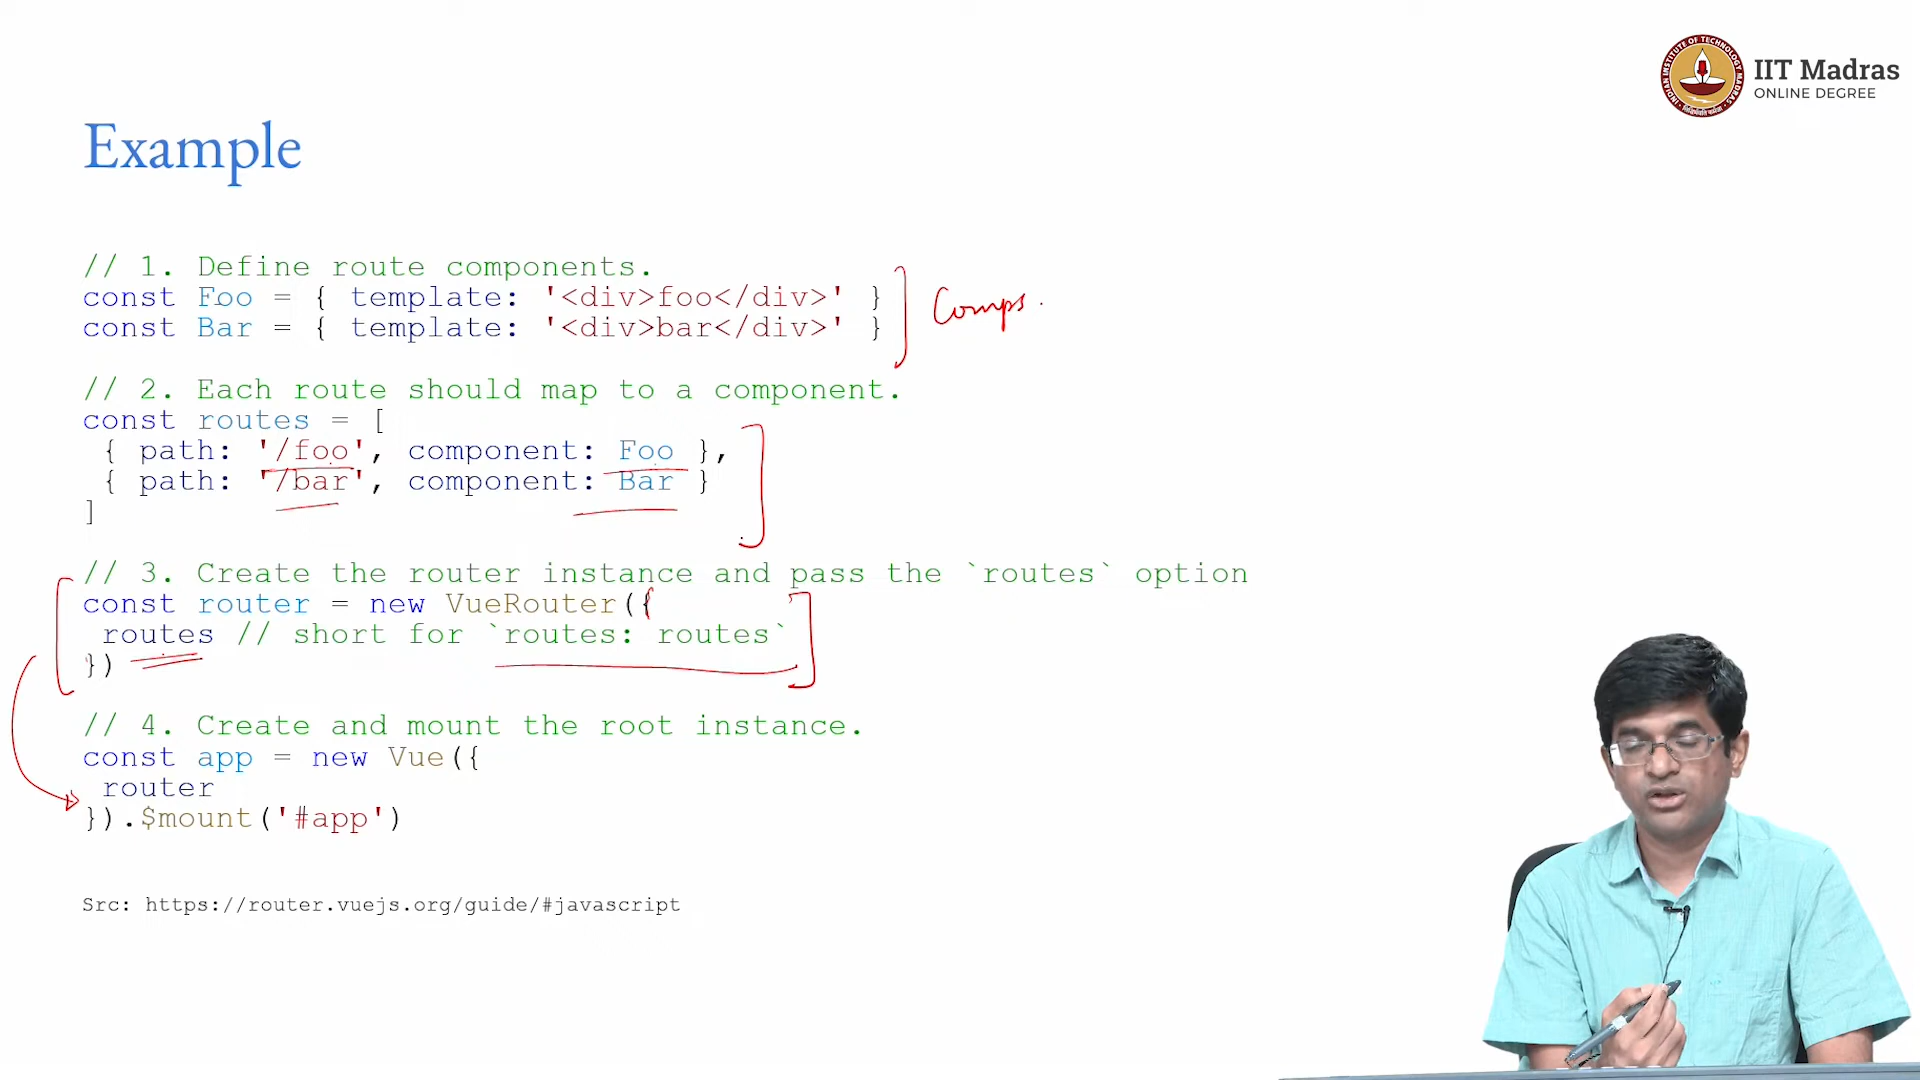 IIT Madras
ONLINE DEGREE
Example
// 1. Define route components.
const Foo = { template: '<div>foo</div>' }
const Bar = { template: '<div>bar</div>' }
Comps.
// 2. Each route should map to a component.
const routes = [
{ path: '/foo', component: Foo },
{ path: '/bar', component: Bar }
]
// 3. Create the router instance and pass the `routes` option
const router = new VueRouter({
routes // short for `routes: routes`
})
// 4. Create and mount the root instance.
const app = new Vue({
router
}).$mount('#app')
Src: https://router.vuejs.org/guide/#javascript